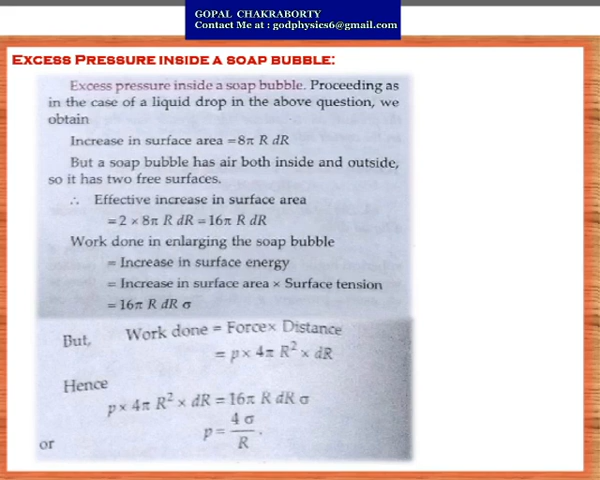 GOPAL CHAKRABORTY
Contact Me at : godphysics6@gmail.com
EXCESS PRESSURE INSIDE A SOAP BUBBLE:
Excess pressure inside a soap bubble. Proceeding as
in the case of a liquid drop in the above question, we
obtain
Increase in surface area = 8π R dR
But a soap bubble has air both inside and outside,
so it has two free surfaces.
∴ Effective increase in surface area
= 2 × 8π R dR = 16π R dR
Work done in enlarging the soap bubble
= Increase in surface energy
= Increase in surface area × Surface tension
= 16π R dR σ
But, Work done = Force× Distance
= p× 4π R² × dR
Hence
p× 4π R² × dR = 16π R dR σ
or p = 4 σ / R .